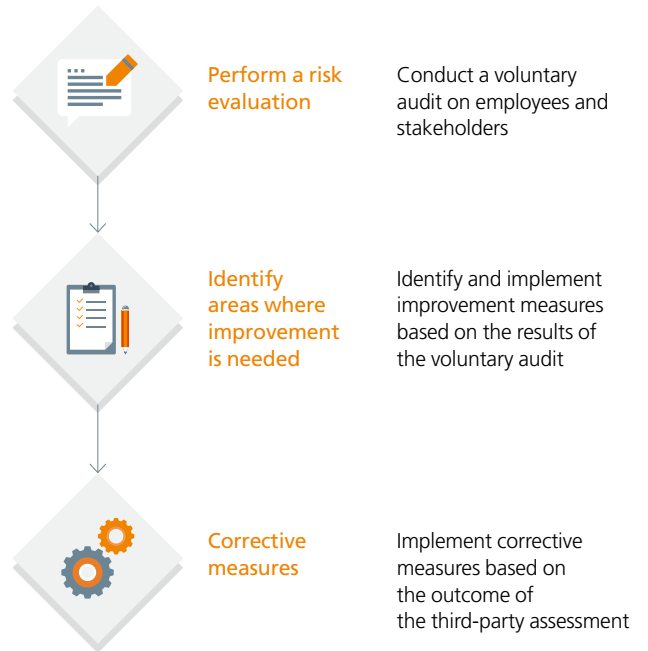 Perform a risk
evaluation
Conduct a voluntary
audit on employees and
stakeholders
Identify
areas where
improvement
is needed
Identify and implement
improvement measures
based on the results of
the voluntary audit
Corrective
measures
Implement corrective
measures based on
the outcome of
the third-party assessment